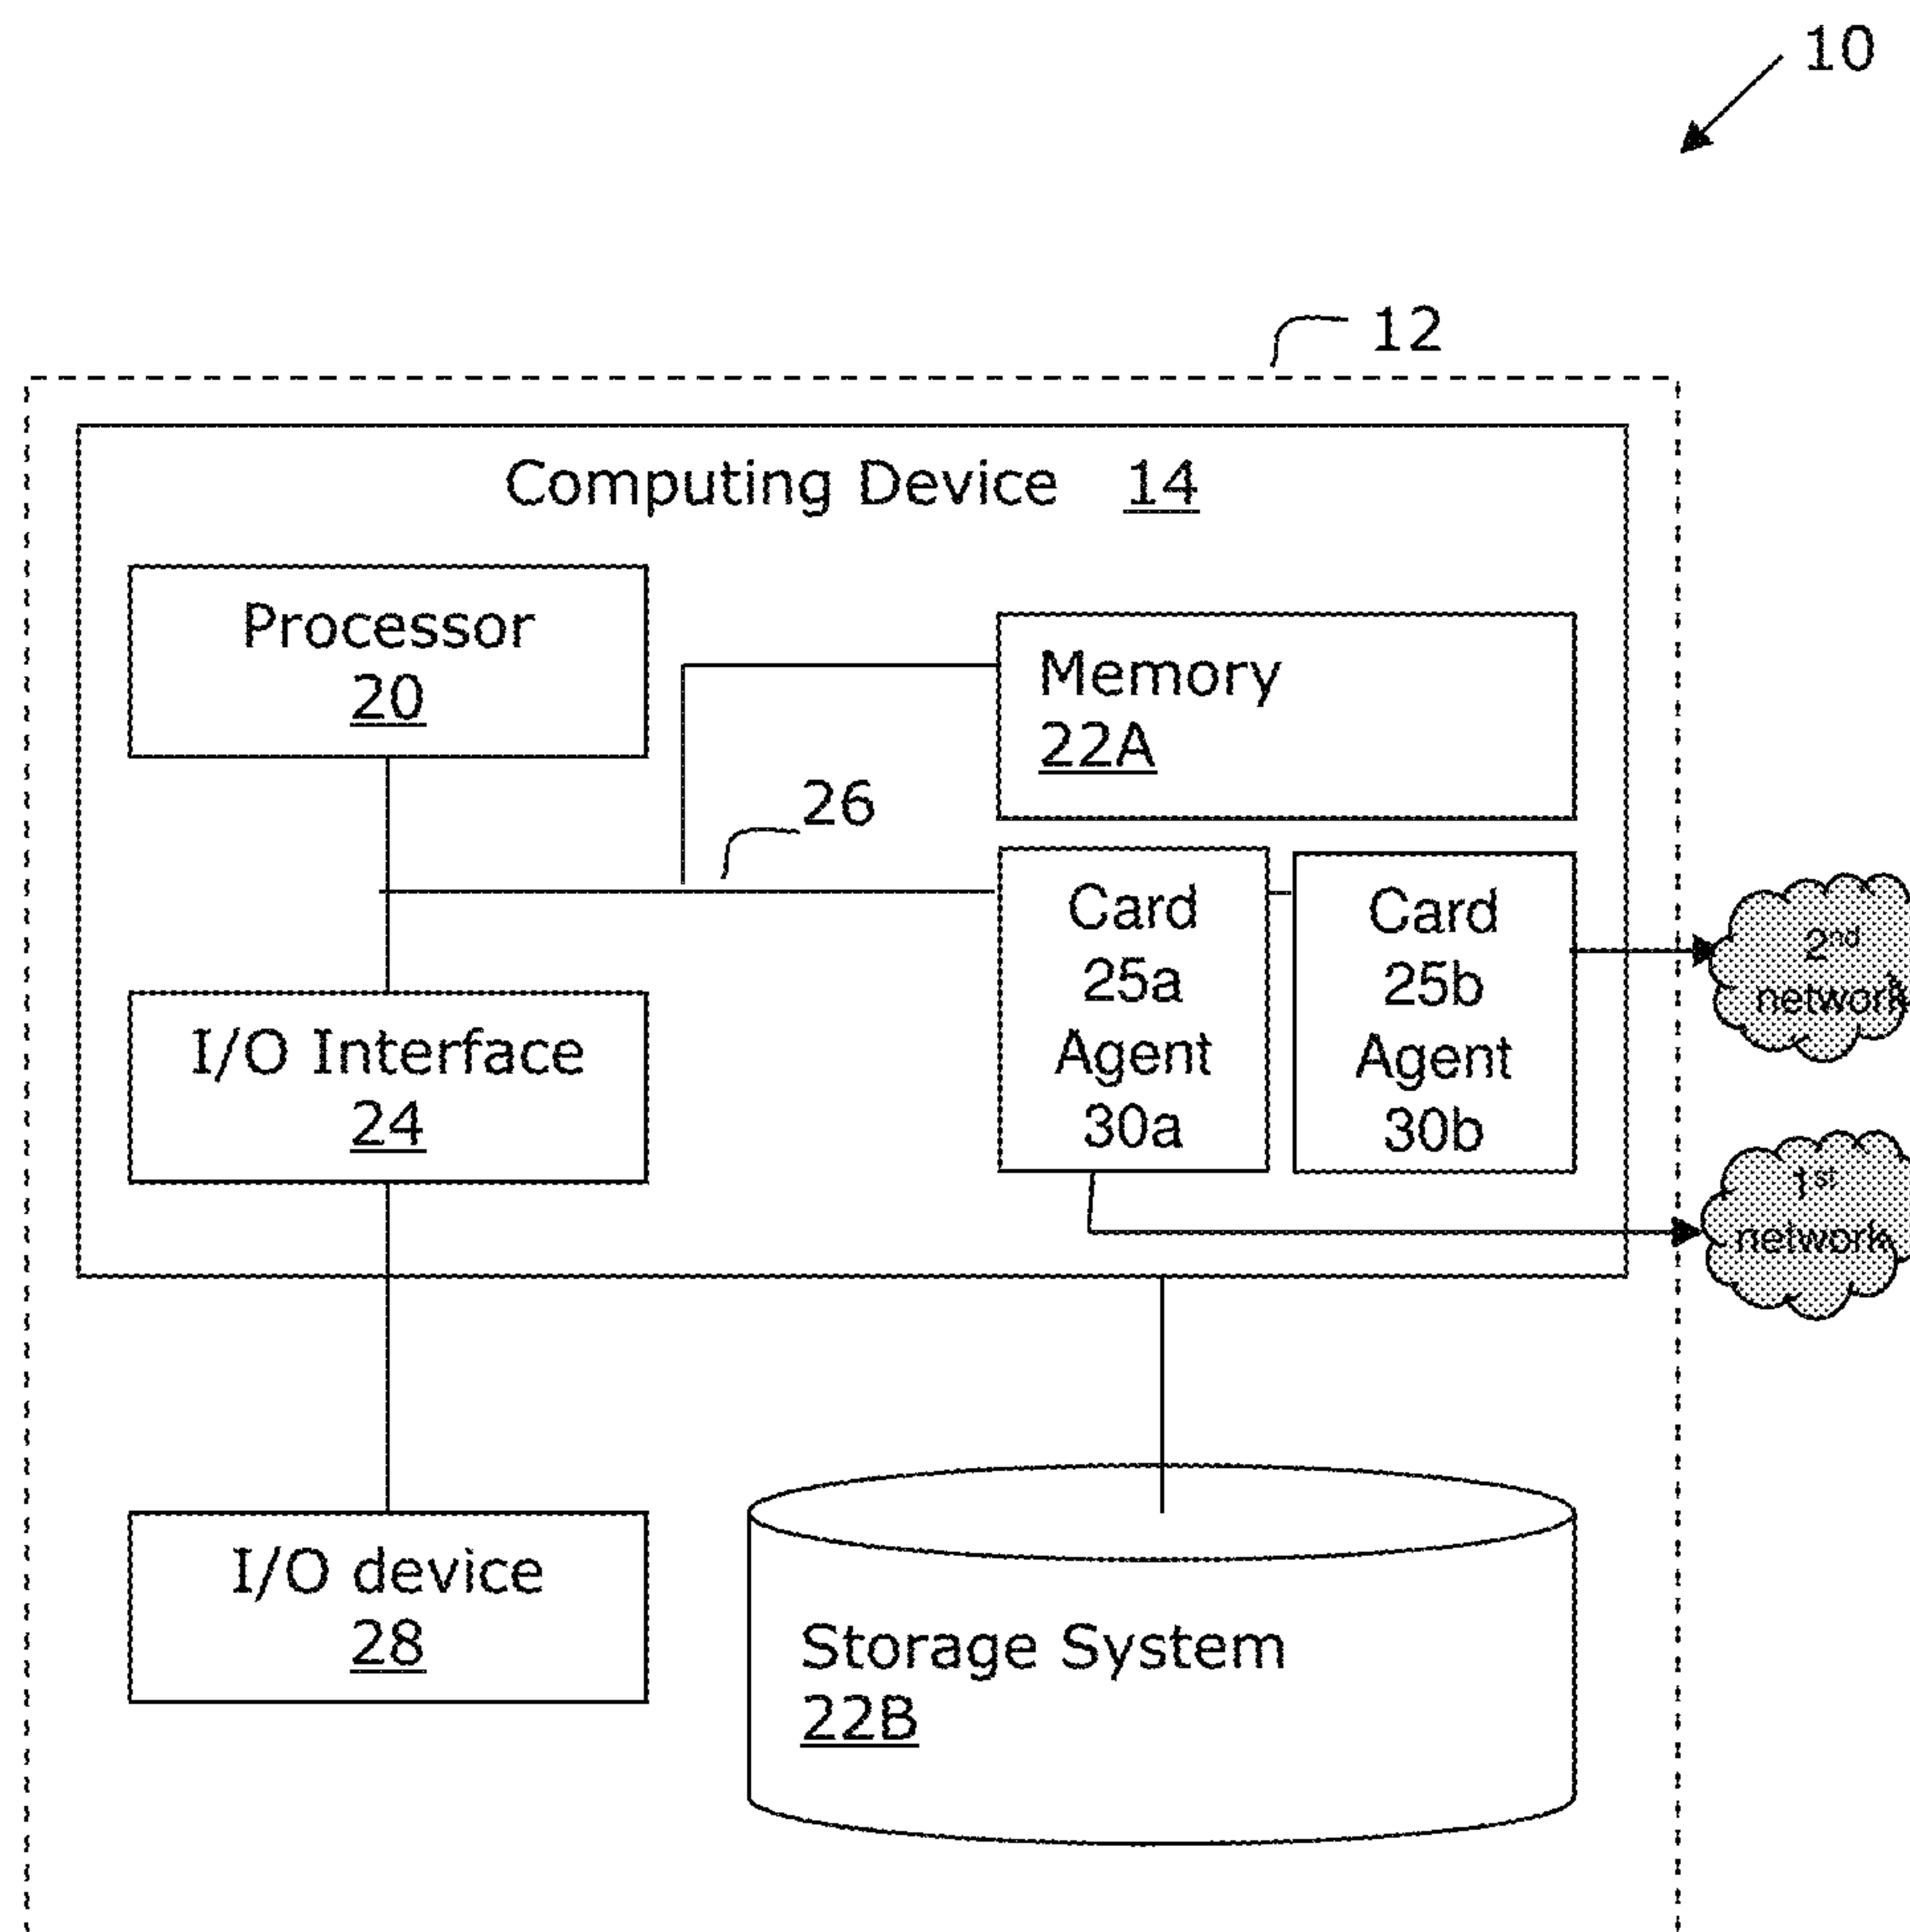 10
12
Computing Device 14
Processor
20
Memory
22A
26
Card
25a
Agent
30a
Card
25b
Agent
30b
2nd
network
I/O Interface
24
1st
network
I/O device
28
Storage System
22B